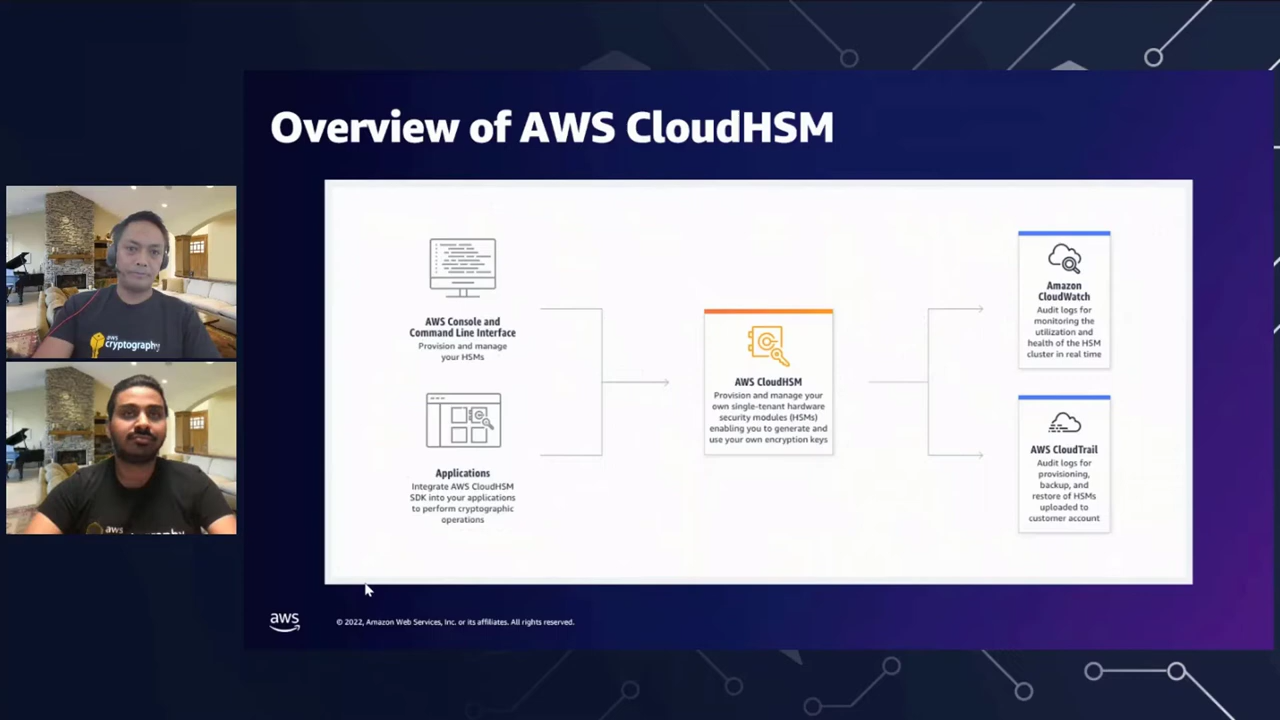 Overview of AWS CloudHSM
AWS Console and
Command Line Interface
Provision and manage
your HSMs
Applications
Integrate AWS CloudHSM
SDK into your applications
to perform cryptographic
operations
AWS CloudHSM
Provision and manage your
own single-tenant hardware
security modules (HSMs)
enabling you to generate and
use your own encryption keys
Amazon
CloudWatch
Audit logs for
monitoring the
utilization and
health of the HSM
cluster in real time
AWS CloudTrail
Audit logs for
provisioning,
backup, and
restore of HSMs
uploaded to
customer account
aws
cryptography
aws
aws
© 2022, Amazon Web Services, Inc. or its affiliates. All rights reserved.